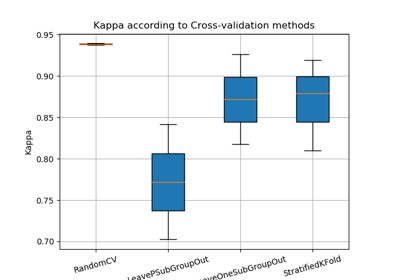 Kappa according to Cross-validation methods
0.95
0.90
0.85
0.80
0.75
0.70
Kappa
RandomCV
LeavePSubGroupOut
StratifiedKFold